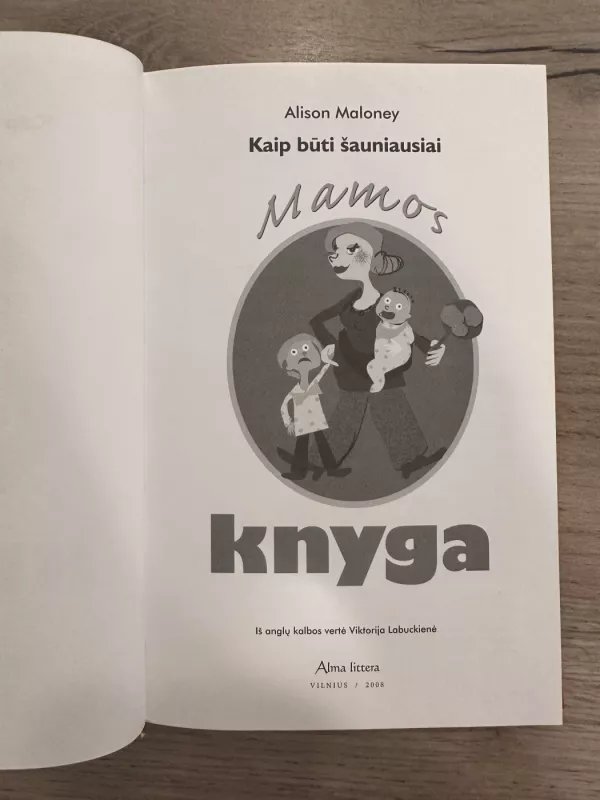 Alison Maloney
Kaip būti šauniausiai
Mamos
knyga
Iš anglų kalbos vertė Viktorija Labuckienė
Alma littera
VILNIUS / 2008